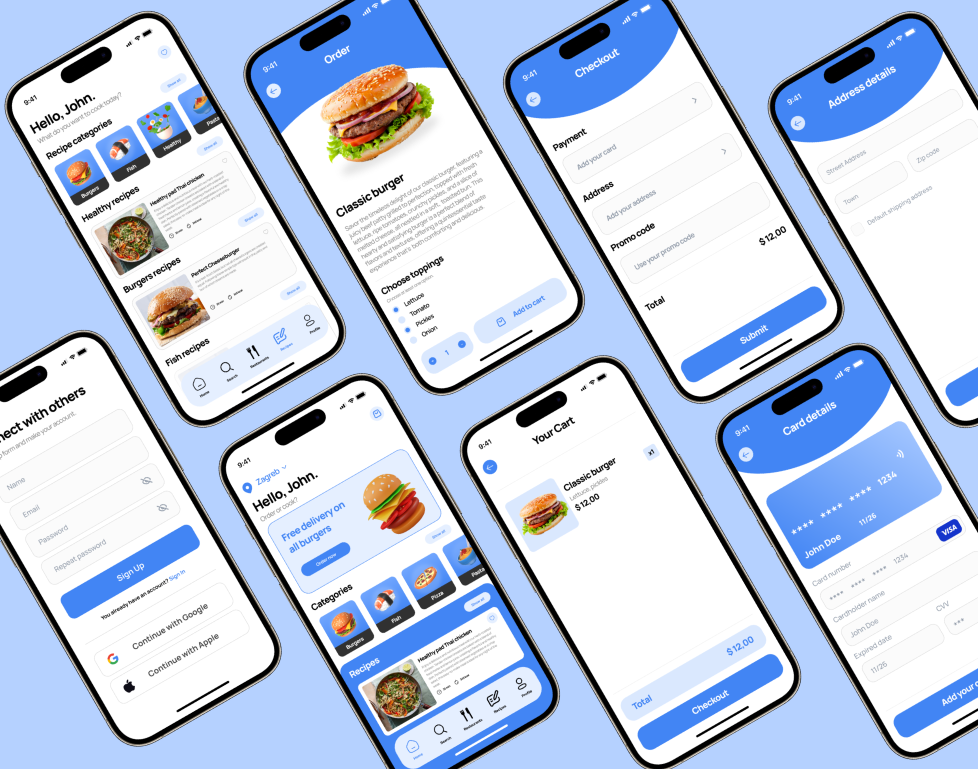 9:41
Hello, John.
What do you want to cook today?
Recipe categories
Show all
Burgers
Fish
Healthy
Pasta
Healthy recipes
Show all
Healthy pad Thai chicken
Burgers recipes
Show all
Perfect Cheeseburger
Fish recipes
Show all
Home
Search
Restaurants
Recipes
Profile
9:41
Order
Classic burger
Savor the timeless delight of our classic burger, featuring a
juicy beef patty grilled to perfection, topped with fresh
lettuce, ripe tomatoes, crunchy pickles, and a slice of
melted cheese, all nestled in a soft, toasted bun. This
hearty and satisfying burger is a perfect blend of
flavors and textures, offering a quintessential taste
experience that's both comforting and delicious.
Choose toppings
Lettuce
Tomato
Pickles
Onion
1
Add to cart
9:41
Checkout
Payment
Add your card
Address
Add your address
Promo code
Use your promo code
Total
$12,00
Submit
9:41
Address details
Street Address
Town
Zip code
Default shipping address
nect with others
form and make your account.
Name
Email
Password
Repeat password
Sign Up
You already have an account? Sign In
Continue with Google
Continue with Apple
9:41
Zagreb
Hello, John.
Order or cook?
Free delivery on
all burgers
Order now
Categories
Show all
Burgers
Fish
Pizza
Pasta
Recipes
Show all
Healthy pad Thai chicken
Home
Search
Restaurants
Recipes
Profile
9:41
Your Cart
Classic burger
Lettuce, pickles
$12,00
x1
Total
$12,00
Checkout
9:41
Card details
**** **** **** 1234
11/26
John Doe
Card number
**** **** **** 1234
VISA
Cardholder name
John Doe
Expired date
CVV
11/26
***
Add your c